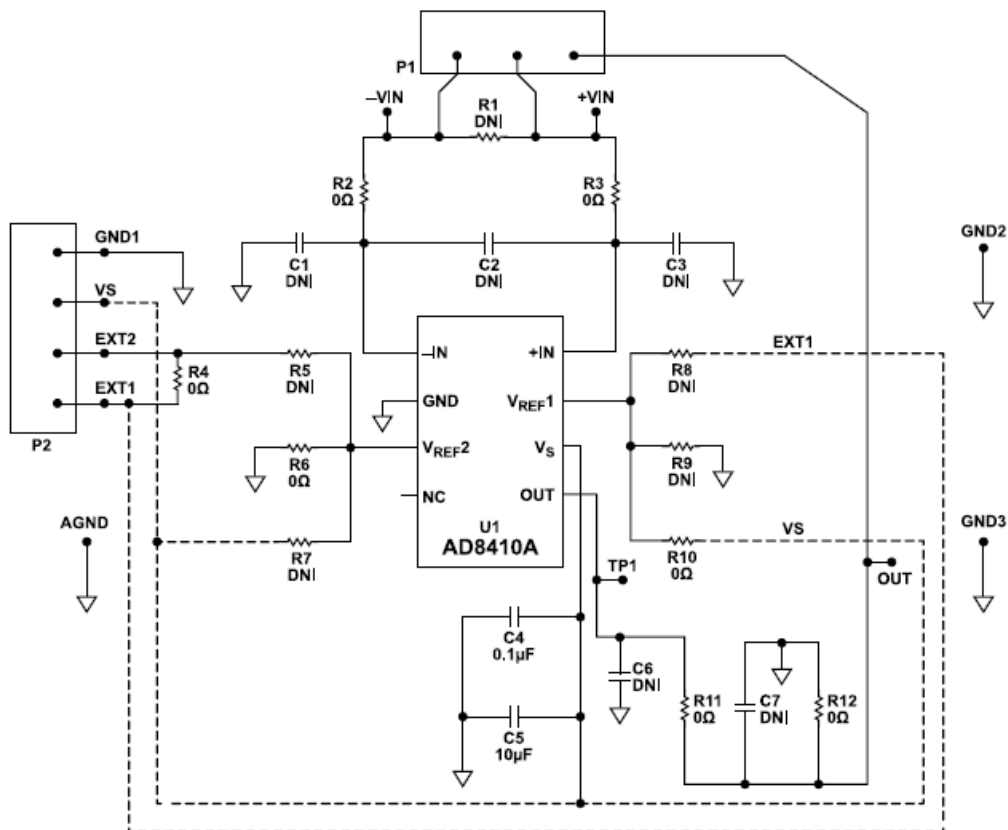 P1
–VIN
R1
DNI
+VIN
R2
0Ω
R3
0Ω
GND1
VS
EXT2
EXT1
P2
R4
0Ω
C1
DNI
C2
DNI
C3
DNI
GND2
R5
DNI
R6
0Ω
R7
DNI
–IN
+IN
GND
VREF1
VREF2
VS
NC
OUT
U1
AD8410A
R8
DNI
EXT1
R9
DNI
R10
0Ω
VS
AGND
GND3
TP1
OUT
C4
0.1µF
C5
10µF
C6
DNI
R11
0Ω
C7
DNI
R12
0Ω